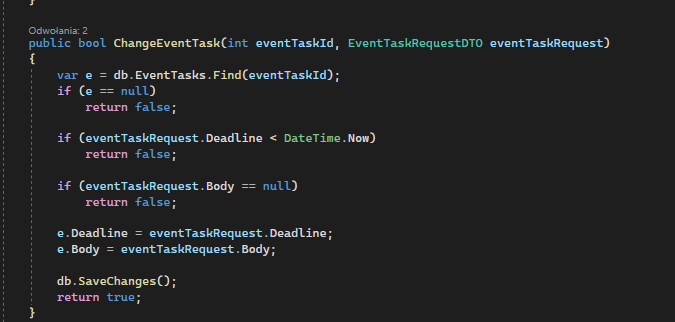 }
Odwołania: 2
public bool ChangeEventTask(int eventTaskId, EventTaskRequestDTO eventTaskRequest)
{
var e = db.EventTasks.Find(eventTaskId);
if (e == null)
return false;
if (eventTaskRequest.Deadline < DateTime.Now)
return false;
if (eventTaskRequest.Body == null)
return false;
e.Deadline = eventTaskRequest.Deadline;
e.Body = eventTaskRequest.Body;
db.SaveChanges();
return true;
}